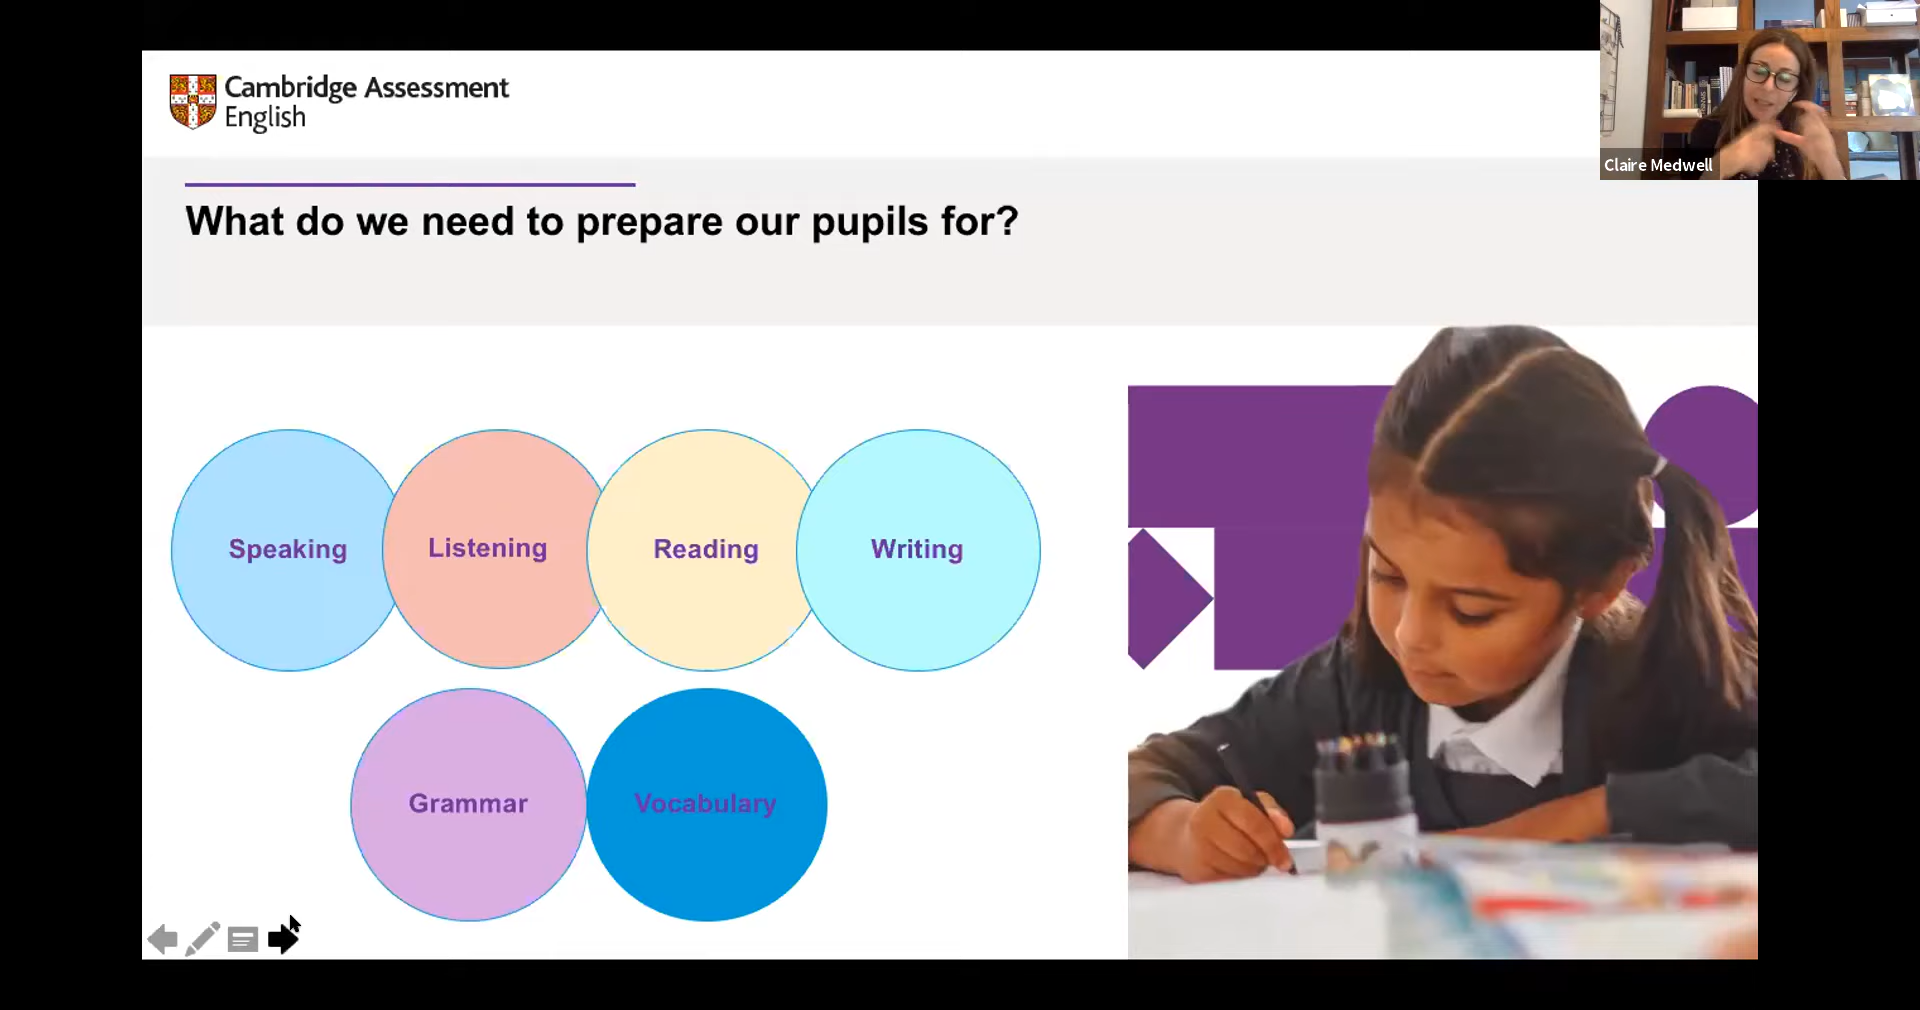 Cambridge Assessment
English
Claire Medwell
What do we need to prepare our pupils for?
Speaking
Listening
Reading
Writing
Grammar
Vocabulary